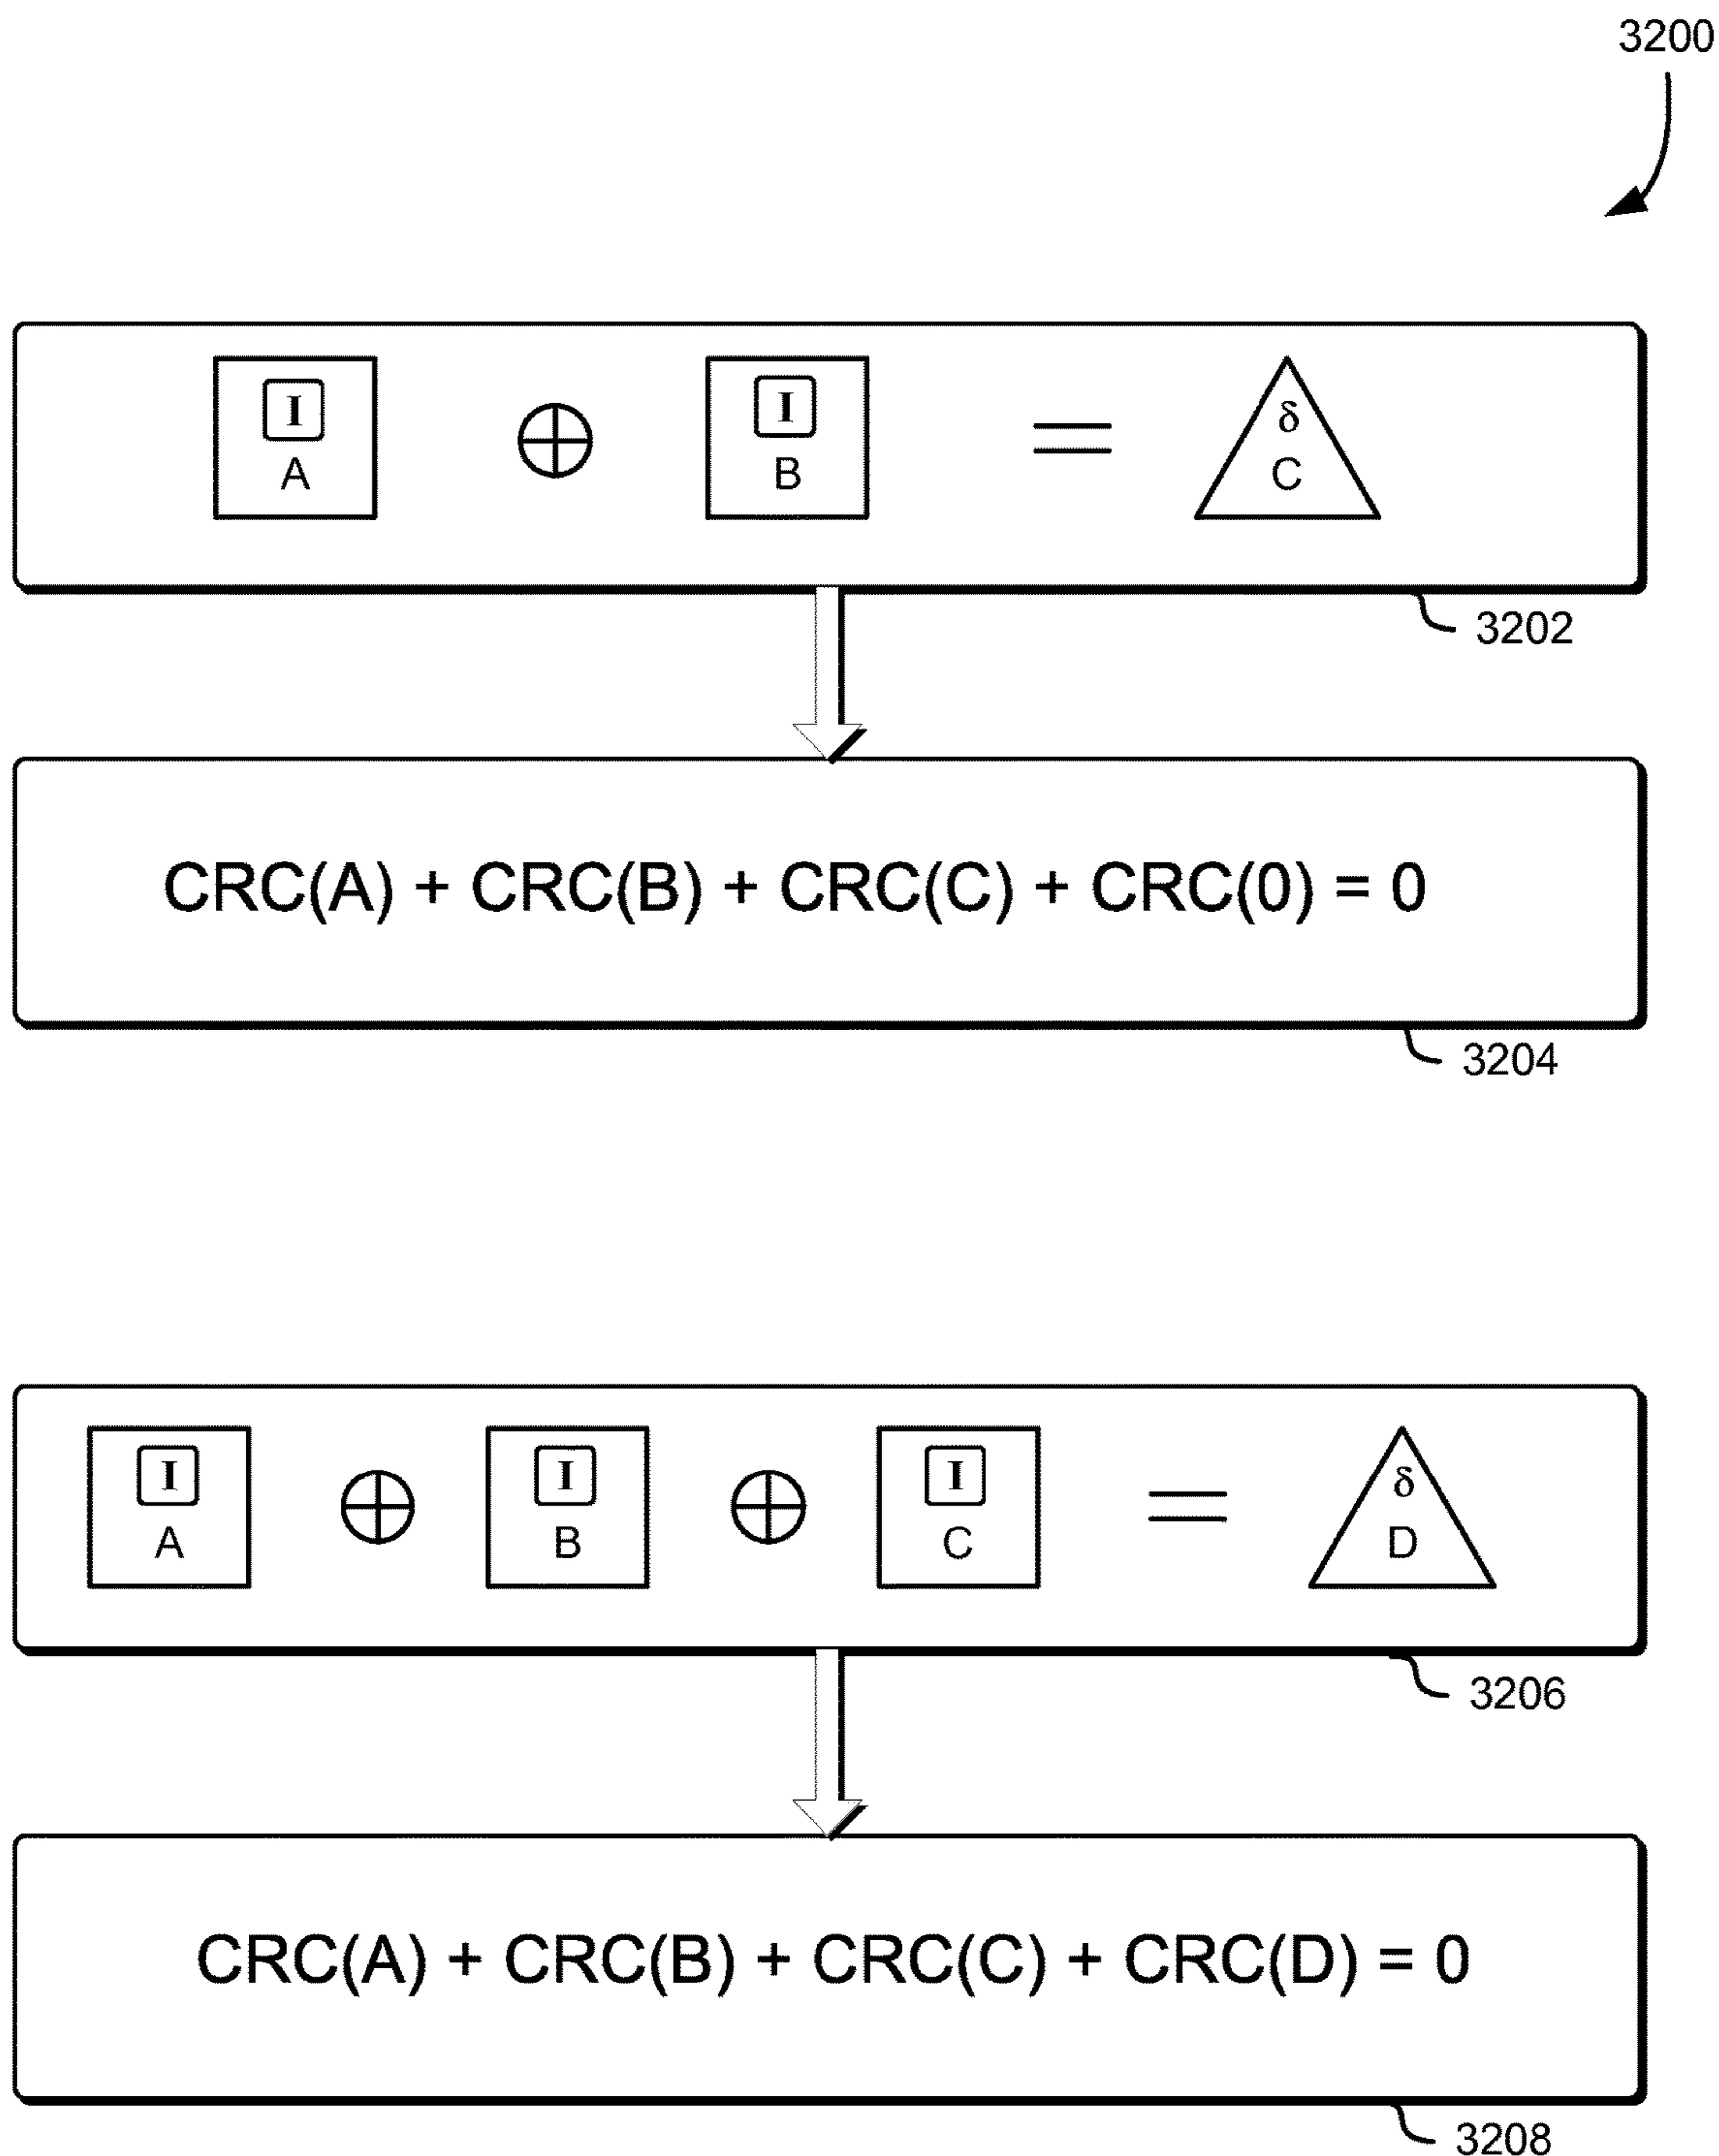 3200
I I δ
A ⊕ B = C
3202
CRC(A) + CRC(B) + CRC(C) + CRC(0) = 0
3204
I I I δ
A ⊕ B ⊕ C = D
3206
CRC(A) + CRC(B) + CRC(C) + CRC(D) = 0
3208